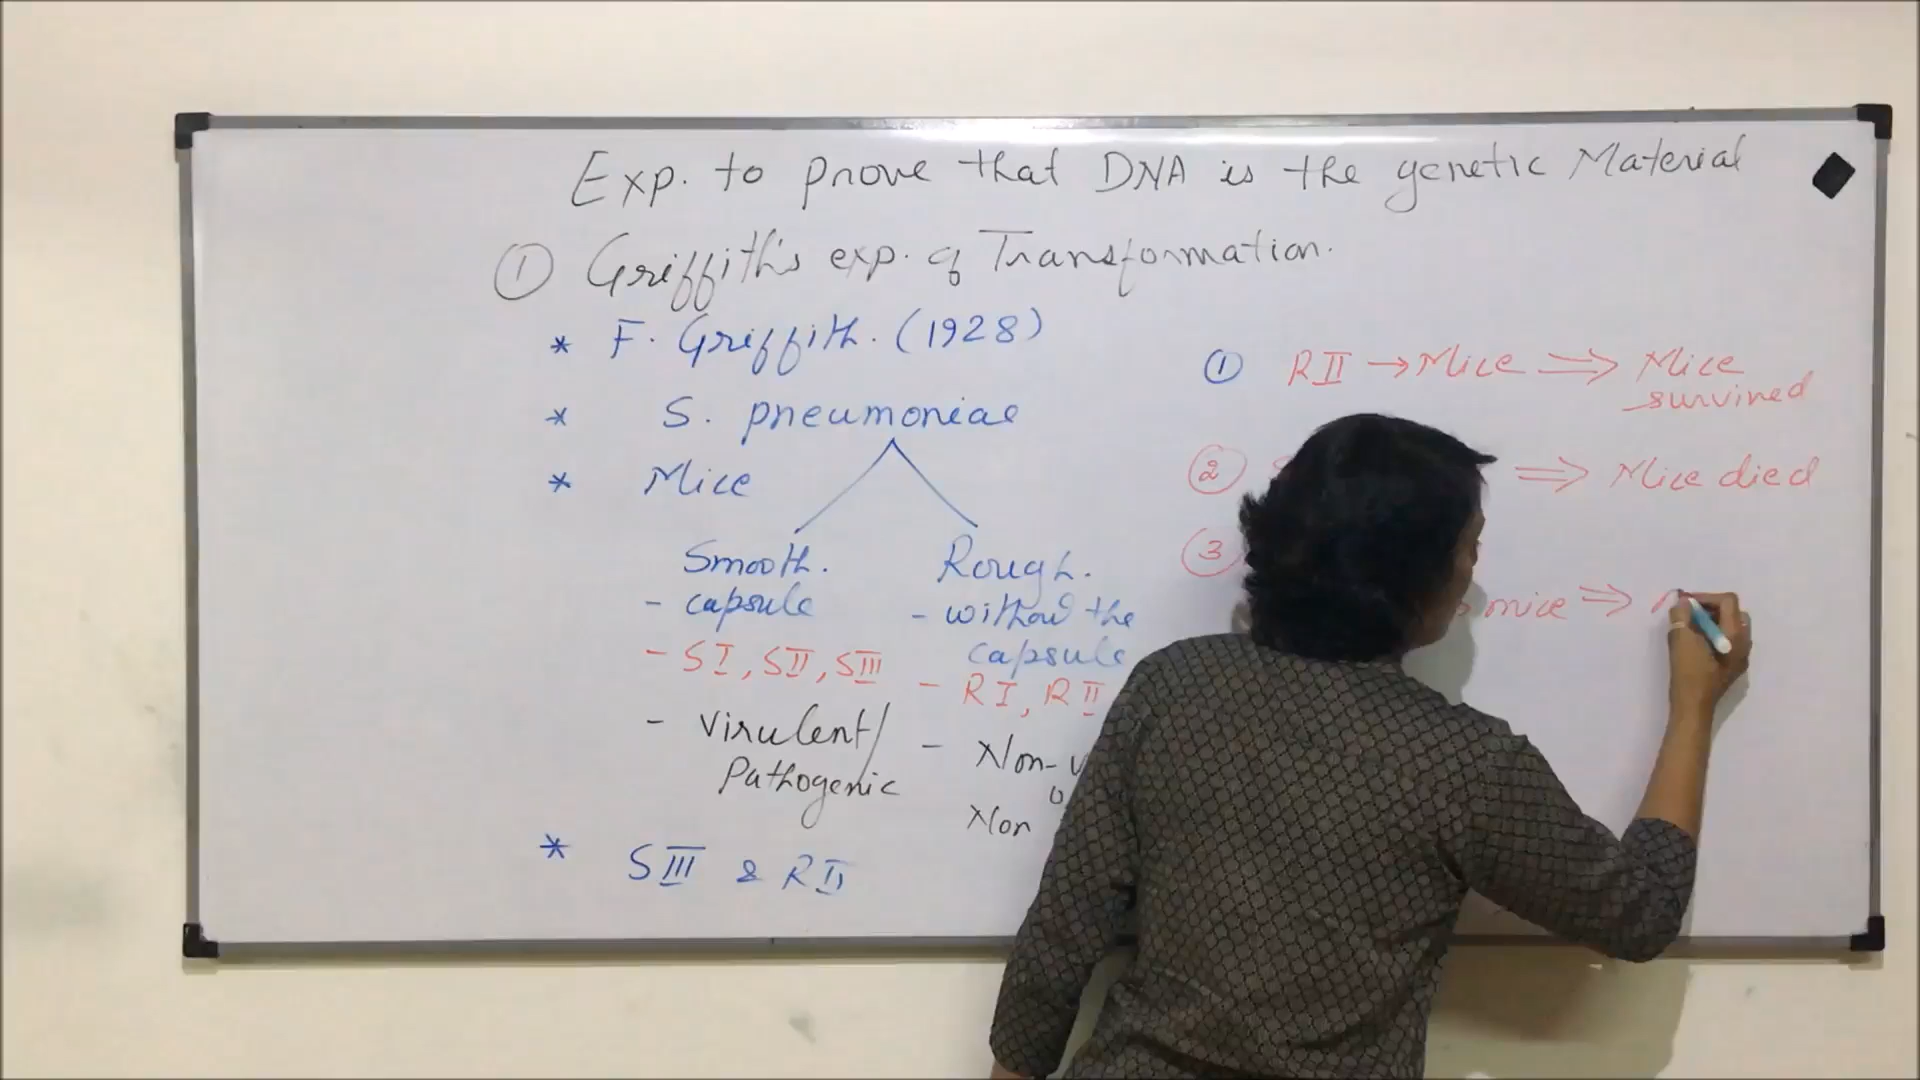 Exp. to prove that DNA is the genetic Material
① Griffith's exp. of Transformation.
* F. Griffith. (1928)
* S. pneumoniae
* Mice
Smooth.
- capsule
- SI, SII, SIII
- Virulent/
Pathogenic
Rough.
- without the
capsule
- RI, RII
- Non-
Non
* SIII & RII
① RII → Mice ⇒ Mice
survived
② ⇒ Mice died
③
mice ⇒